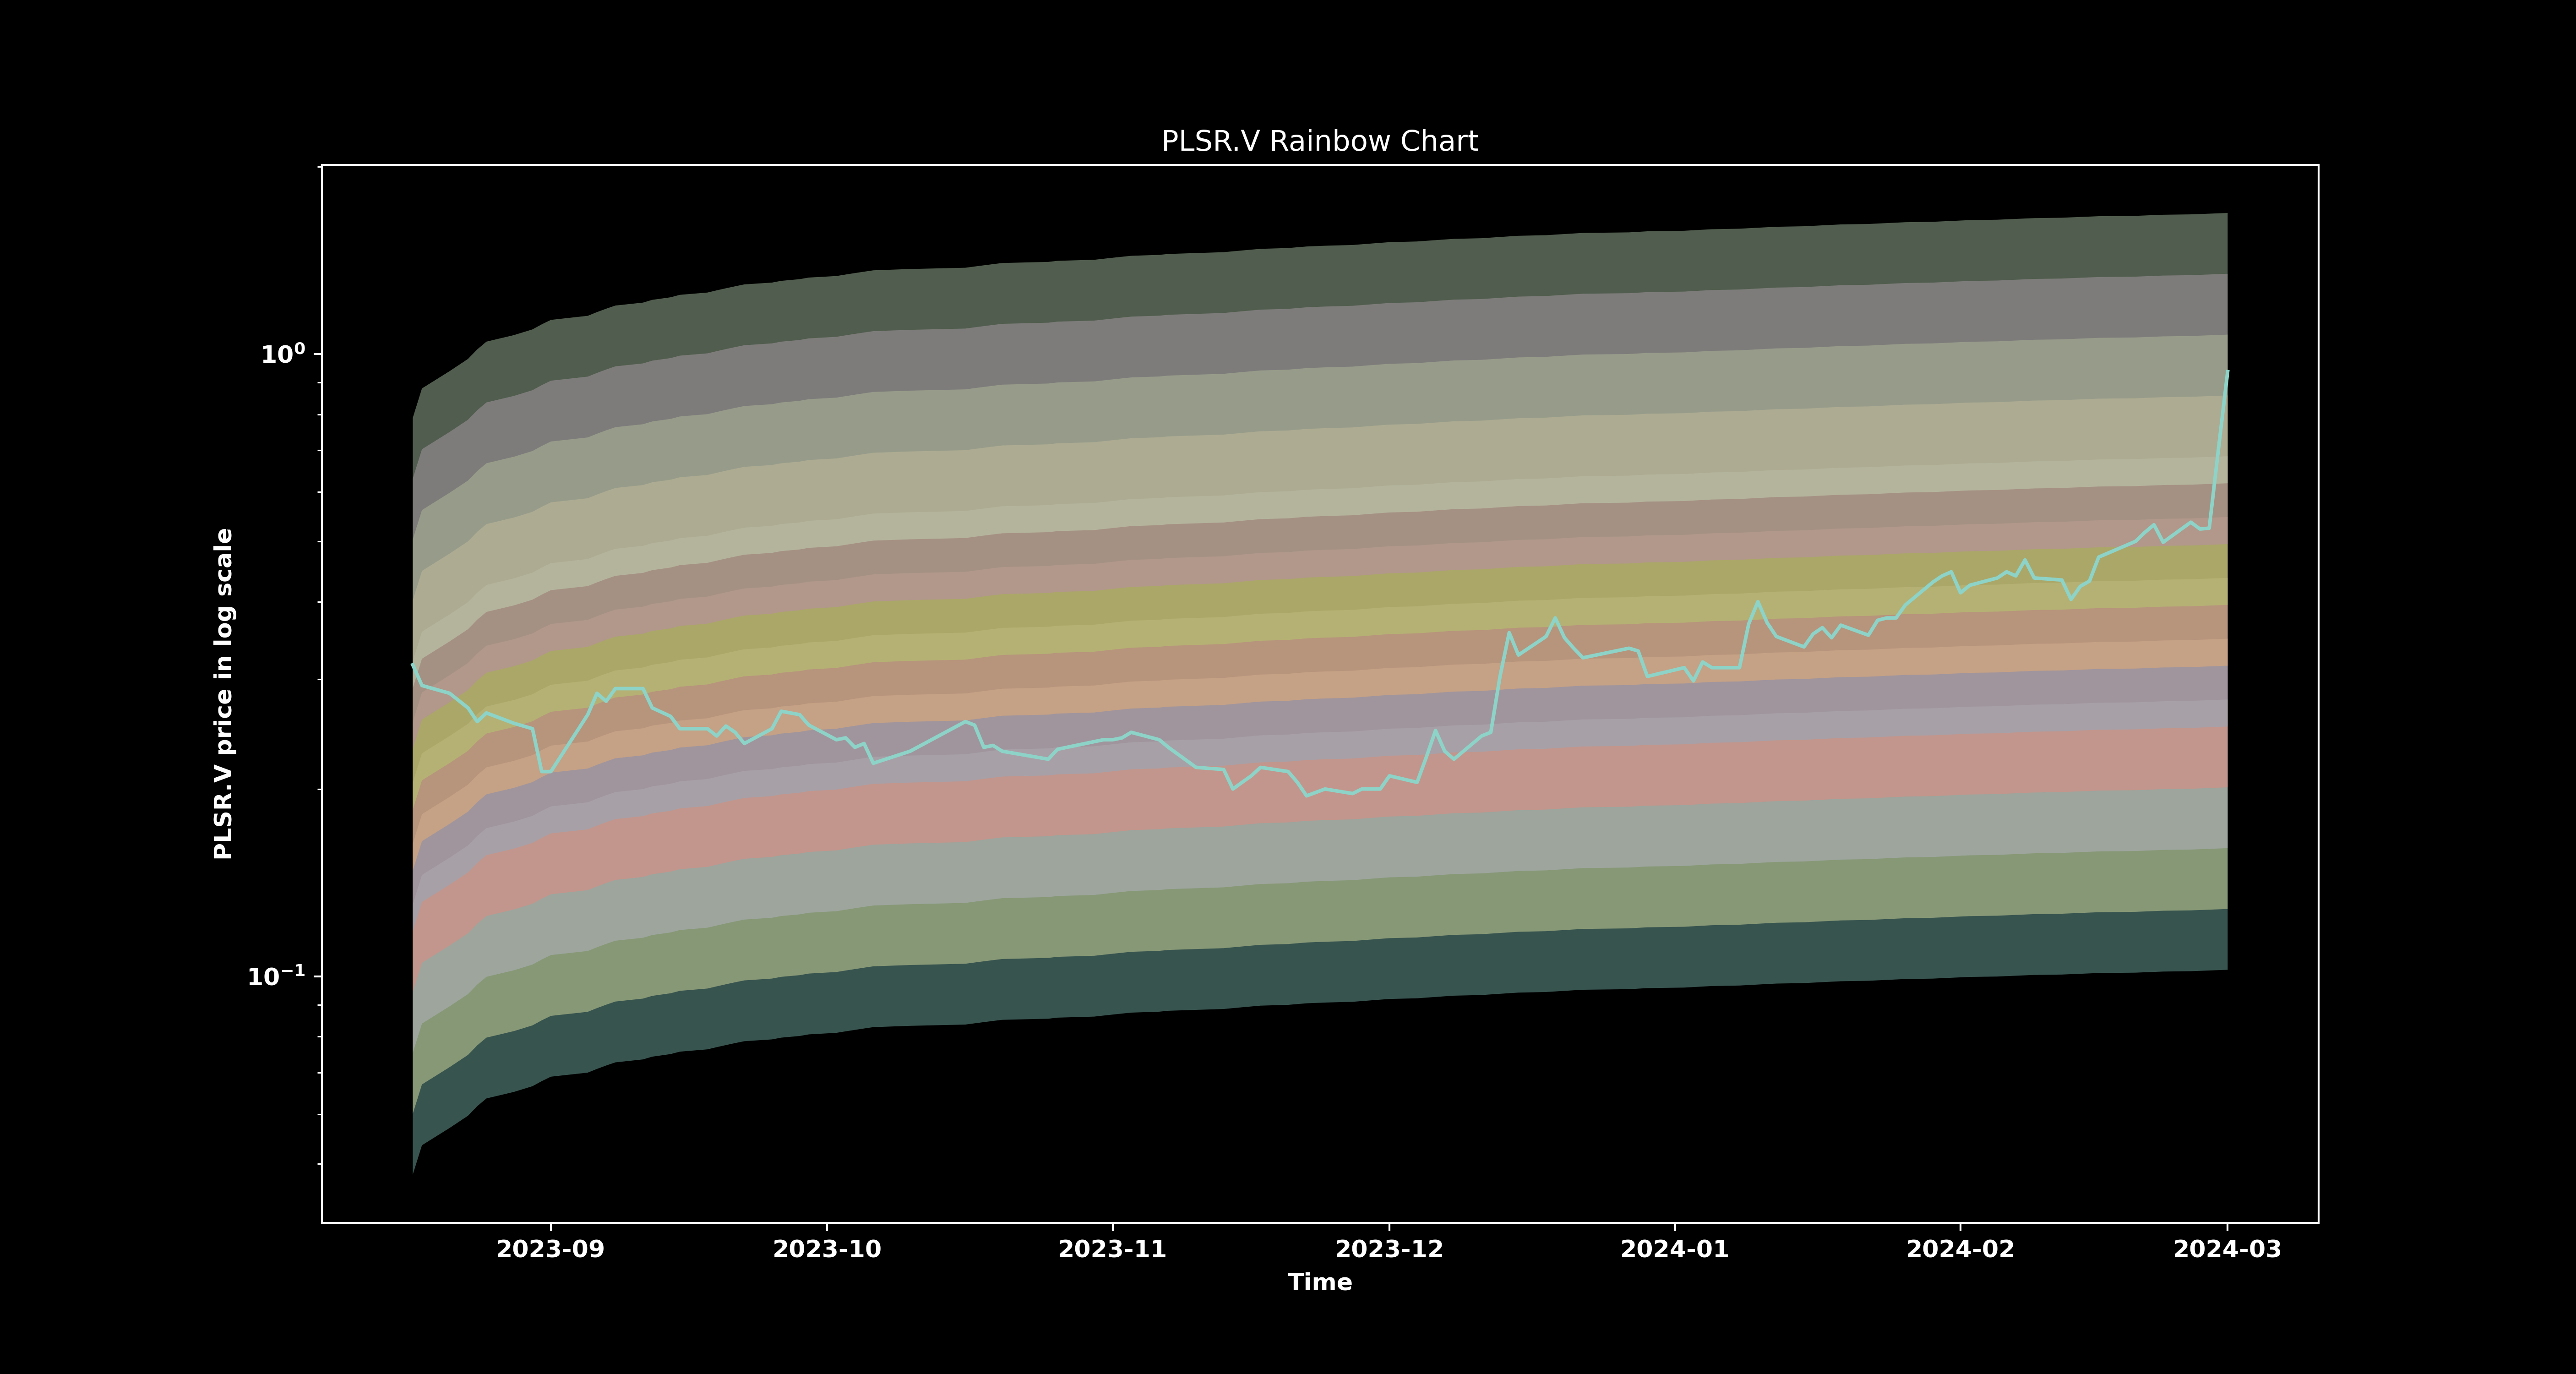 PLSR.V Rainbow Chart
PLSR.V price in log scale
10⁰
10⁻¹
2023-09 2023-10 2023-11 2023-12 2024-01 2024-02 2024-03
Time